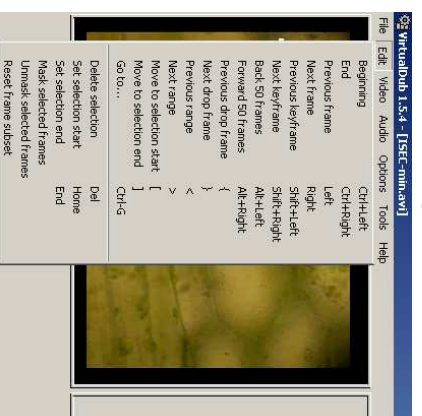 VirtualDub 1.5.4 - [1SEC-min.avi]
File Edit Video Audio Options Tools Help
Beginning Ctrl+Left
End Ctrl+Right
Previous frame Left
Next frame Right
Previous keyframe Shift+Left
Next keyframe Shift+Right
Back 50 frames Alt+Left
Forward 50 frames Alt+Right
Previous drop frame {
Next drop frame }
Previous range <
Next range >
Move to selection start [
Move to selection end ]
Go to... Ctrl-G
Delete selection Del
Set selection start Home
Set selection end End
Mask selected frames
Unmask selected frames
Reset frame subset